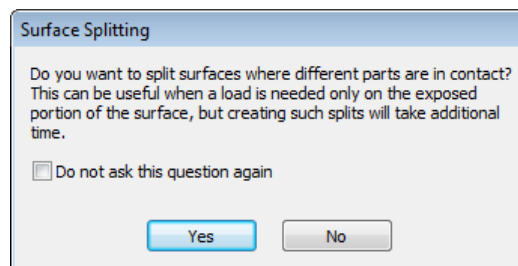 Surface Splitting
Do you want to split surfaces where different parts are in contact?
This can be useful when a load is needed only on the exposed
portion of the surface, but creating such splits will take additional
time.
Do not ask this question again
Yes
No